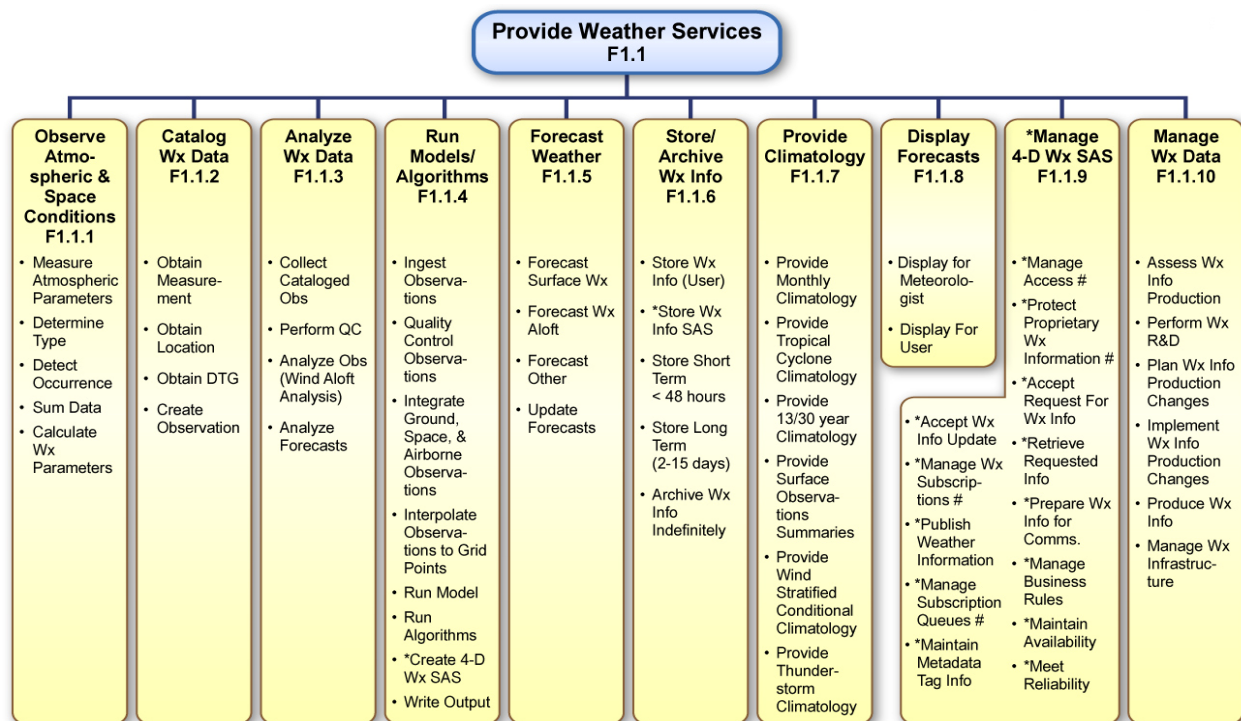 Provide Weather Services
F1.1
Observe
Atmo-
spheric &
Space
Conditions
F1.1.1
• Measure
Atmospheric
Parameters
• Determine
Type
• Detect
Occurrence
• Sum Data
• Calculate
Wx
Parameters
Catalog
Wx Data
F1.1.2
• Obtain
Measure-
ment
• Obtain
Location
• Obtain DTG
• Create
Observation
Analyze
Wx Data
F1.1.3
• Collect
Cataloged
Obs
• Perform QC
• Analyze Obs
(Wind Aloft
Analysis)
• Analyze
Forecasts
Run
Models/
Algorithms
F1.1.4
• Ingest
Observa-
tions
• Quality
Control
Observa-
tions
• Integrate
Ground,
Space, &
Airborne
Observa-
tions
• Interpolate
Observa-
tions to Grid
Points
• Run Model
• Run
Algorithms
• *Create 4-D
Wx SAS
• Write Output
Forecast
Weather
F1.1.5
• Forecast
Surface Wx
• Forecast Wx
Aloft
• Forecast
Other
• Update
Forecasts
Store/
Archive
Wx Info
F1.1.6
• Store Wx
Info (User)
• *Store Wx
Info SAS
• Store Short
Term
< 48 hours
• Store Long
Term
(2-15 days)
• Archive Wx
Info
Indefinitely
Provide
Climatology
F1.1.7
• Provide
Monthly
Climatology
• Provide
Tropical
Cyclone
Climatology
• Provide
13/30 year
Climatology
• Provide
Surface
Observa-
tions
Summaries
• Provide
Wind
Stratified
Conditional
Climatology
• Provide
Thunder-
storm
Climatology
Display
Forecasts
F1.1.8
• Display for
Meteorolo-
gist
• Display For
User
*Manage
4-D Wx SAS
F1.1.9
• *Manage
Access #
• *Protect
Proprietary
Wx
Information #
• *Accept
Request For
Wx Info
• *Retrieve
Requested
Info
• *Prepare Wx
Info for
Comms.
• *Manage
Business
Rules
• *Maintain
Availability
• *Meet
Reliability
• *Accept Wx
Info Update
• *Manage Wx
Subscrip-
tions #
• *Publish
Weather
Information
• *Manage
Subscription
Queues #
• *Maintain
Metadata
Tag Info
Manage
Wx Data
F1.1.10
• Assess Wx
Info
Production
• Perform Wx
R&D
• Plan Wx Info
Production
Changes
• Implement
Wx Info
Production
Changes
• Produce Wx
Info
• Manage Wx
Infrastruc-
ture